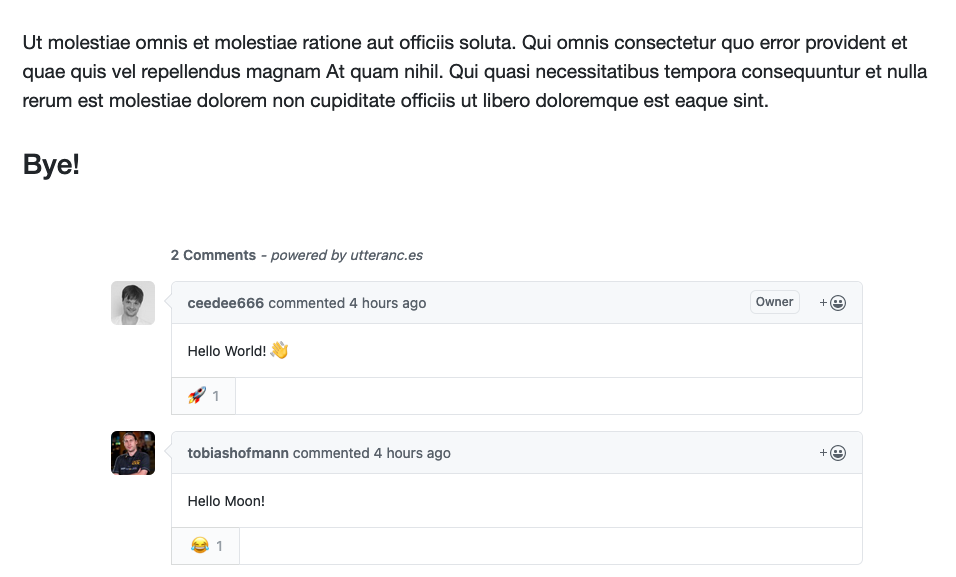 Ut molestiae omnis et molestiae ratione aut officiis soluta. Qui omnis consectetur quo error provident et
quae quis vel repellendus magnam At quam nihil. Qui quasi necessitatibus tempora consequuntur et nulla
rerum est molestiae dolorem non cupiditate officiis ut libero doloremque est eaque sint.
Bye!
2 Comments - powered by utteranc.es
ceedee666 commented 4 hours ago Owner +😀
Hello World! 👋
🚀 1
tobiashofmann commented 4 hours ago +😀
Hello Moon!
😂 1